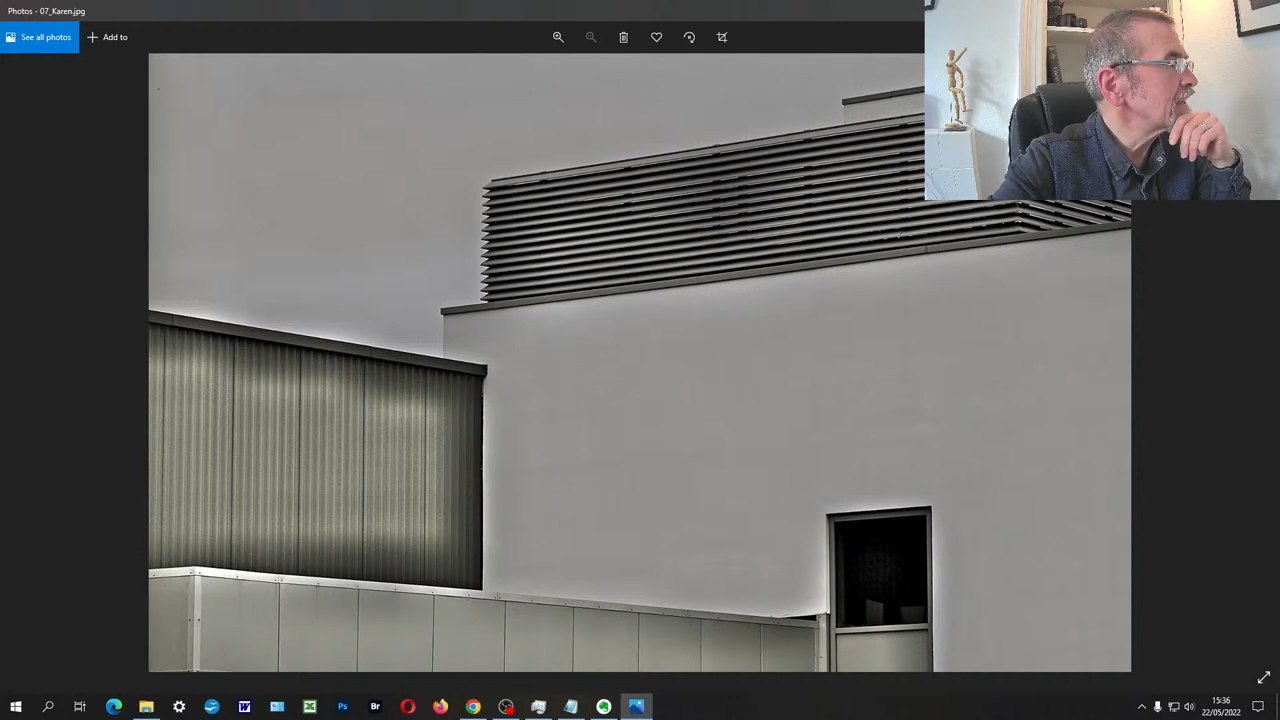 Photos - 07_Karen.jpg
See all photos
Add to
15:36
22/05/2022